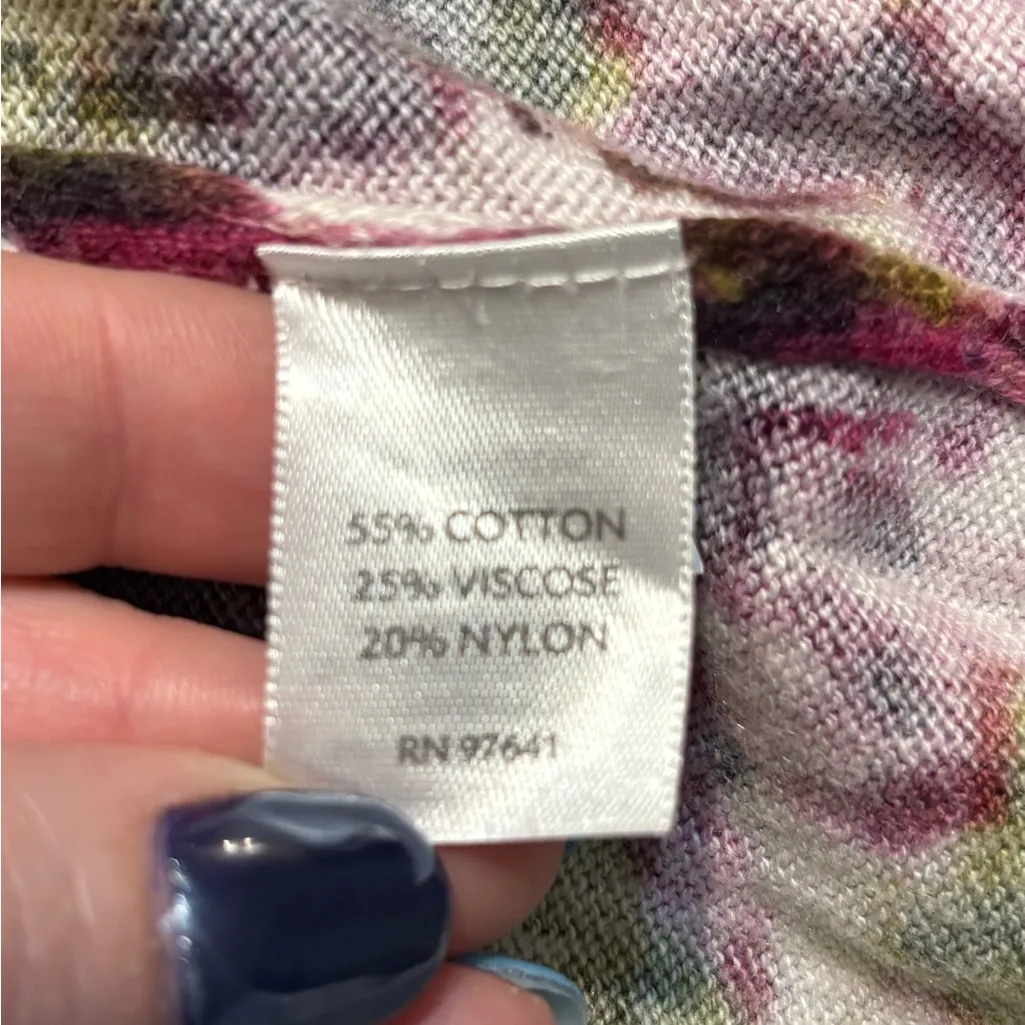 55% COTTON
25% VISCOSE
20% NYLON
RN 97641